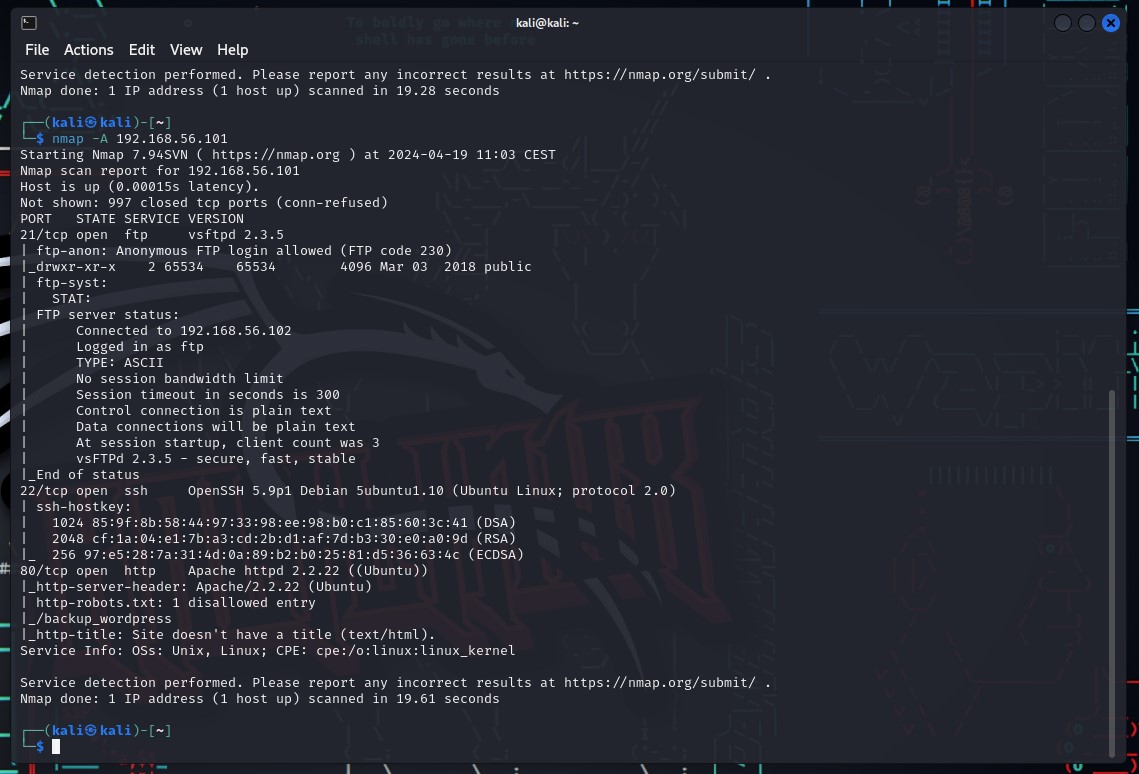 To boldly go where
shell has gone before
kali@kali: ~
File Actions Edit View Help
Service detection performed. Please report any incorrect results at https://nmap.org/submit/ .
Nmap done: 1 IP address (1 host up) scanned in 19.28 seconds
┌──(kali㉿kali)-[~]
└─$ nmap -A 192.168.56.101
Starting Nmap 7.94SVN ( https://nmap.org ) at 2024-04-19 11:03 CEST
Nmap scan report for 192.168.56.101
Host is up (0.00015s latency).
Not shown: 997 closed tcp ports (conn-refused)
PORT   STATE SERVICE VERSION
21/tcp open  ftp     vsftpd 2.3.5
| ftp-anon: Anonymous FTP login allowed (FTP code 230)
|_drwxr-xr-x    2 65534    65534        4096 Mar 03  2018 public
| ftp-syst:
|   STAT:
| FTP server status:
|      Connected to 192.168.56.102
|      Logged in as ftp
|      TYPE: ASCII
|      No session bandwidth limit
|      Session timeout in seconds is 300
|      Control connection is plain text
|      Data connections will be plain text
|      At session startup, client count was 3
|      vsFTPd 2.3.5 - secure, fast, stable
|_End of status
22/tcp open  ssh     OpenSSH 5.9p1 Debian 5ubuntu1.10 (Ubuntu Linux; protocol 2.0)
| ssh-hostkey:
|   1024 85:9f:8b:58:44:97:33:98:ee:98:b0:c1:85:60:3c:41 (DSA)
|   2048 cf:1a:04:e1:7b:a3:cd:2b:d1:af:7d:b3:30:e0:a0:9d (RSA)
|_  256 97:e5:28:7a:31:4d:0a:89:b2:b0:25:81:d5:36:63:4c (ECDSA)
80/tcp open  http    Apache httpd 2.2.22 ((Ubuntu))
|_http-server-header: Apache/2.2.22 (Ubuntu)
| http-robots.txt: 1 disallowed entry
|_/backup_wordpress
|_http-title: Site doesn't have a title (text/html).
Service Info: OSs: Unix, Linux; CPE: cpe:/o:linux:linux_kernel
Service detection performed. Please report any incorrect results at https://nmap.org/submit/ .
Nmap done: 1 IP address (1 host up) scanned in 19.61 seconds
┌──(kali㉿kali)-[~]
└─$
KALI LINUX